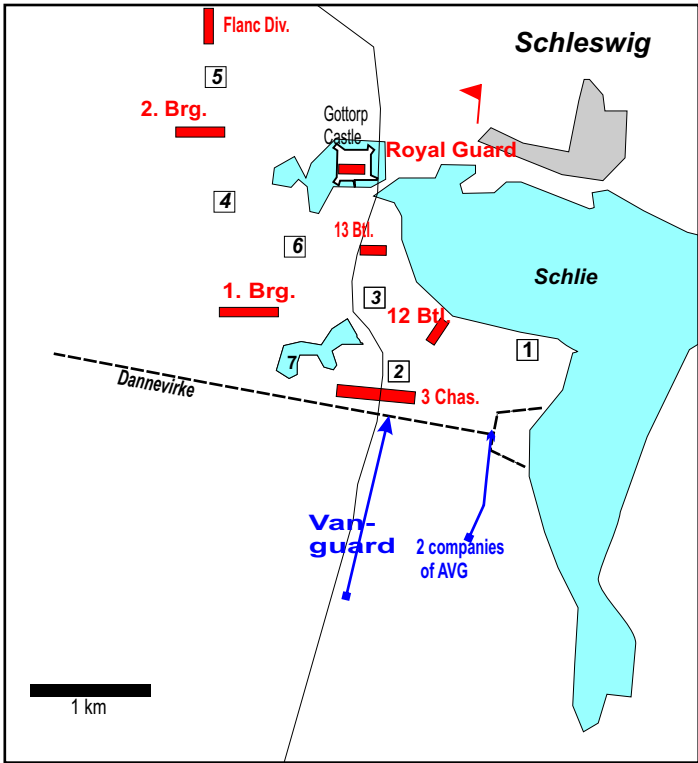 Flanc Div.
Schleswig
5
2. Brg.
Gottorp
Castle
Royal Guard
4
13 Btl.
6
Schlie
1. Brg.
3
12 Btl.
1
7
2
Dannevirke
3 Chas.
Van-
guard
2 companies
of AVG
1 km